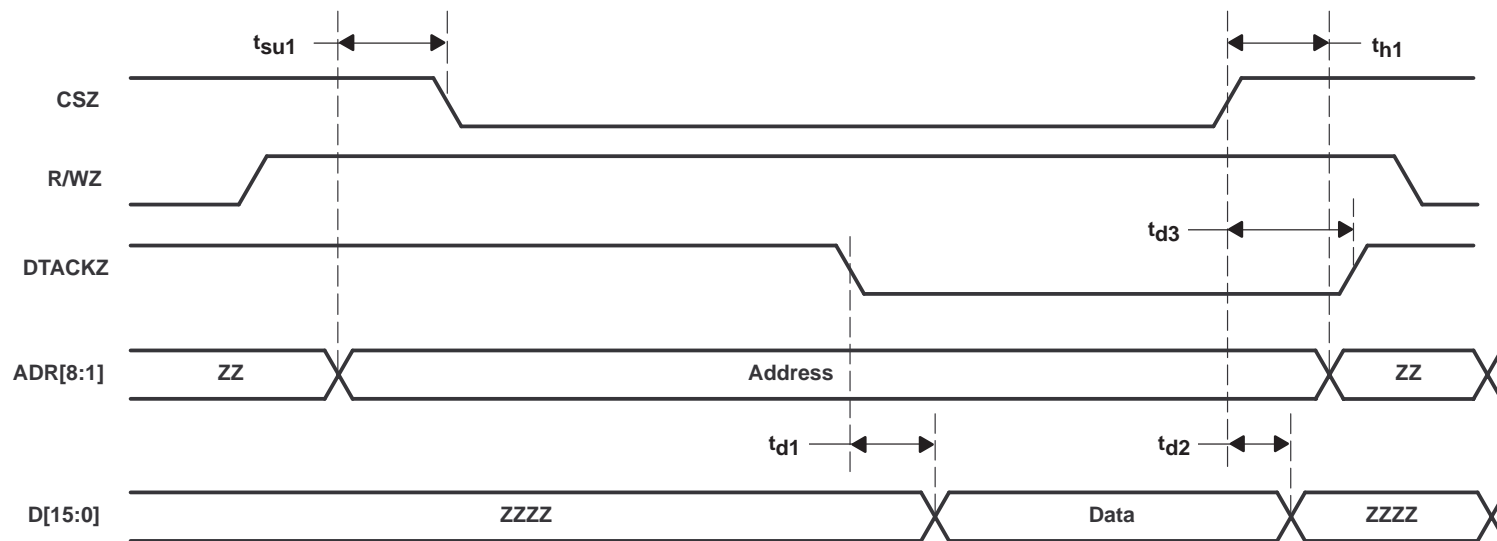 tsu1
th1
CSZ
R/WZ
td3
DTACKZ
ADR[8:1]
ZZ
Address
ZZ
td1
td2
D[15:0]
ZZZZ
Data
ZZZZ